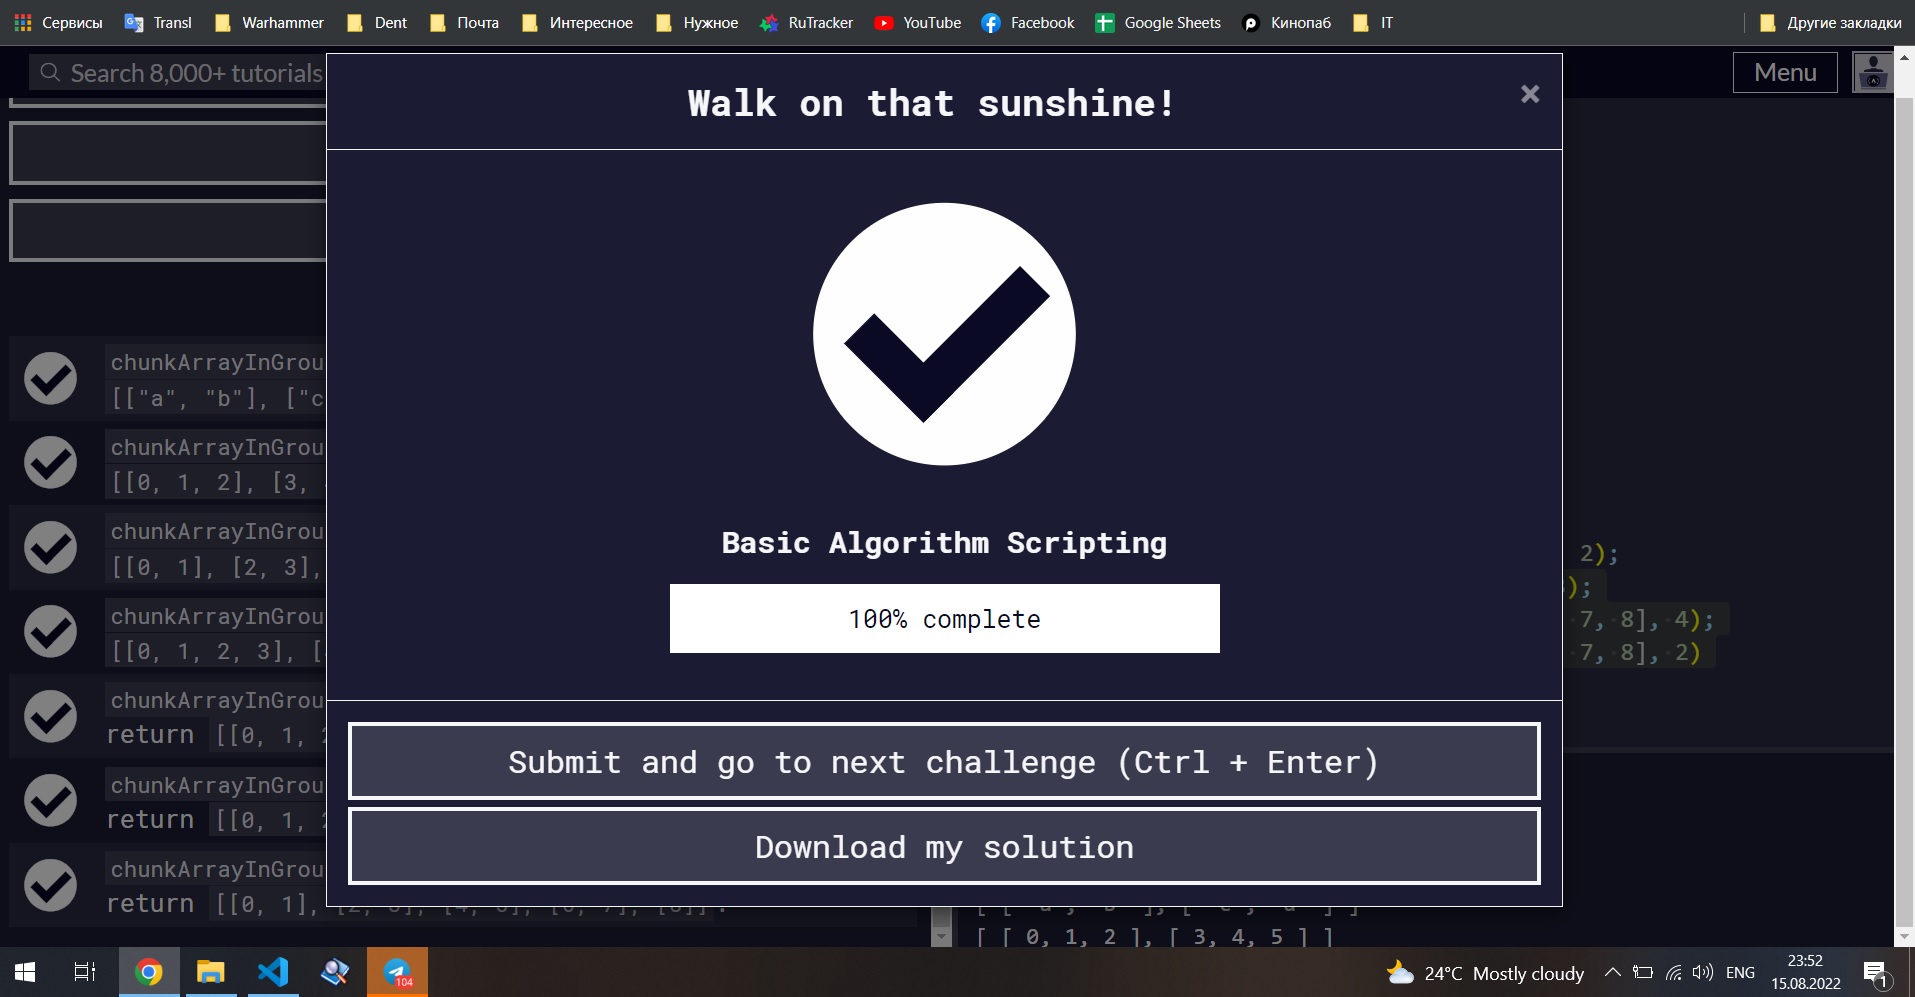 Сервисы Transl Warhammer Dent Почта Интересное Нужное RuTracker YouTube Facebook Google Sheets Кинопаб IT Другие закладки
Search 8,000+ tutorials
Menu
Walk on that sunshine!
×
Basic Algorithm Scripting
100% complete
Submit and go to next challenge (Ctrl + Enter)
Download my solution
chunkArrayInGrou
[["a", "b"], ["c
chunkArrayInGrou
[[0, 1, 2], [3,
chunkArrayInGrou
[[0, 1], [2, 3],
chunkArrayInGrou
[[0, 1, 2, 3], [
chunkArrayInGrou
return [[0, 1, 2
chunkArrayInGrou
return [[0, 1, 2
chunkArrayInGrou
return [[0, 1],
2);
);
7, 8], 4);
7, 8], 2)
[ [ 0, 1, 2 ], [ 3, 4, 5 ] ]
104
24°C Mostly cloudy
ENG
23:52
15.08.2022
1